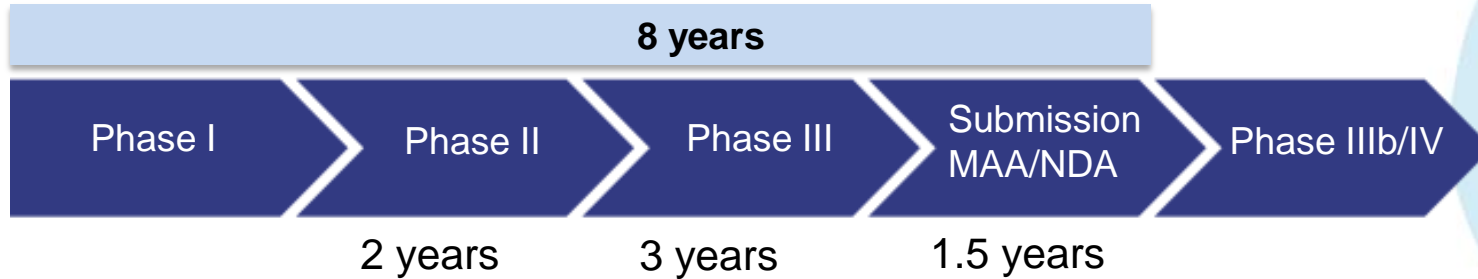 8 years
Phase I
Phase II
Phase III
Submission
MAA/NDA
Phase IIIb/IV
2 years
3 years
1.5 years